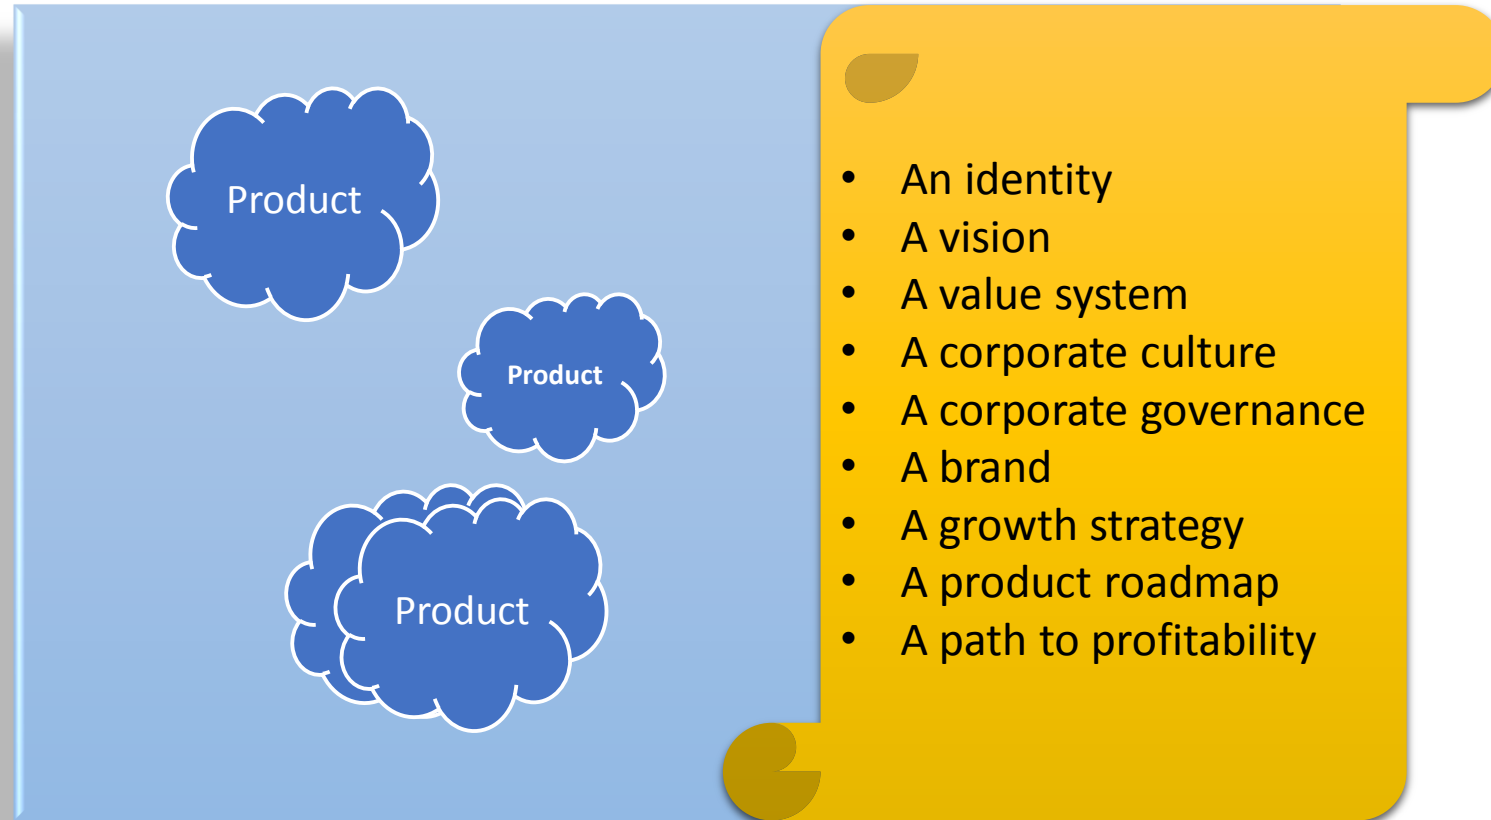 Product
Product
Product
• An identity
• A vision
• A value system
• A corporate culture
• A corporate governance
• A brand
• A growth strategy
• A product roadmap
• A path to profitability